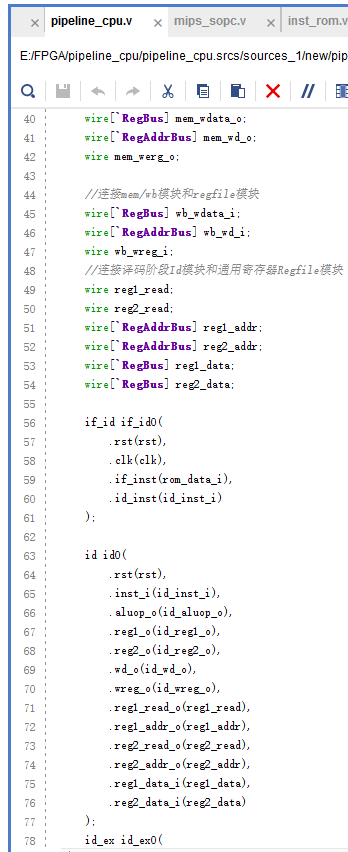 pipeline_cpu.v
mips_sopc.v
inst_rom.v
E:/FPGA/pipeline_cpu/pipeline_cpu.srcs/sources_1/new/pip
40 wire[`RegBus] mem_wdata_o;
41 wire[`RegAddrBus] mem_wd_o;
42 wire mem_werg_o;
43
44 //连接mem/wb模块和regfile模块
45 wire[`RegBus] wb_wdata_i;
46 wire[`RegAddrBus] wb_wd_i;
47 wire wb_wreg_i;
48 //连接译码阶段Id模块和通用寄存器Regfile模块
49 wire reg1_read;
50 wire reg2_read;
51 wire[`RegAddrBus] reg1_addr;
52 wire[`RegAddrBus] reg2_addr;
53 wire[`RegBus] reg1_data;
54 wire[`RegBus] reg2_data;
55
56 if_id if_id0(
57 .rst(rst),
58 .clk(clk),
59 .if_inst(rom_data_i),
60 .id_inst(id_inst_i)
61 );
62
63 id id0(
64 .rst(rst),
65 .inst_i(id_inst_i),
66 .aluop_o(id_aluop_o),
67 .reg1_o(id_reg1_o),
68 .reg2_o(id_reg2_o),
69 .wd_o(id_wd_o),
70 .wreg_o(id_wreg_o),
71 .reg1_read_o(reg1_read),
72 .reg1_addr_o(reg1_addr),
73 .reg2_read_o(reg2_read),
74 .reg2_addr_o(reg2_addr),
75 .reg1_data_i(reg1_data),
76 .reg2_data_i(reg2_data)
77 );
78 id_ex id_ex0(